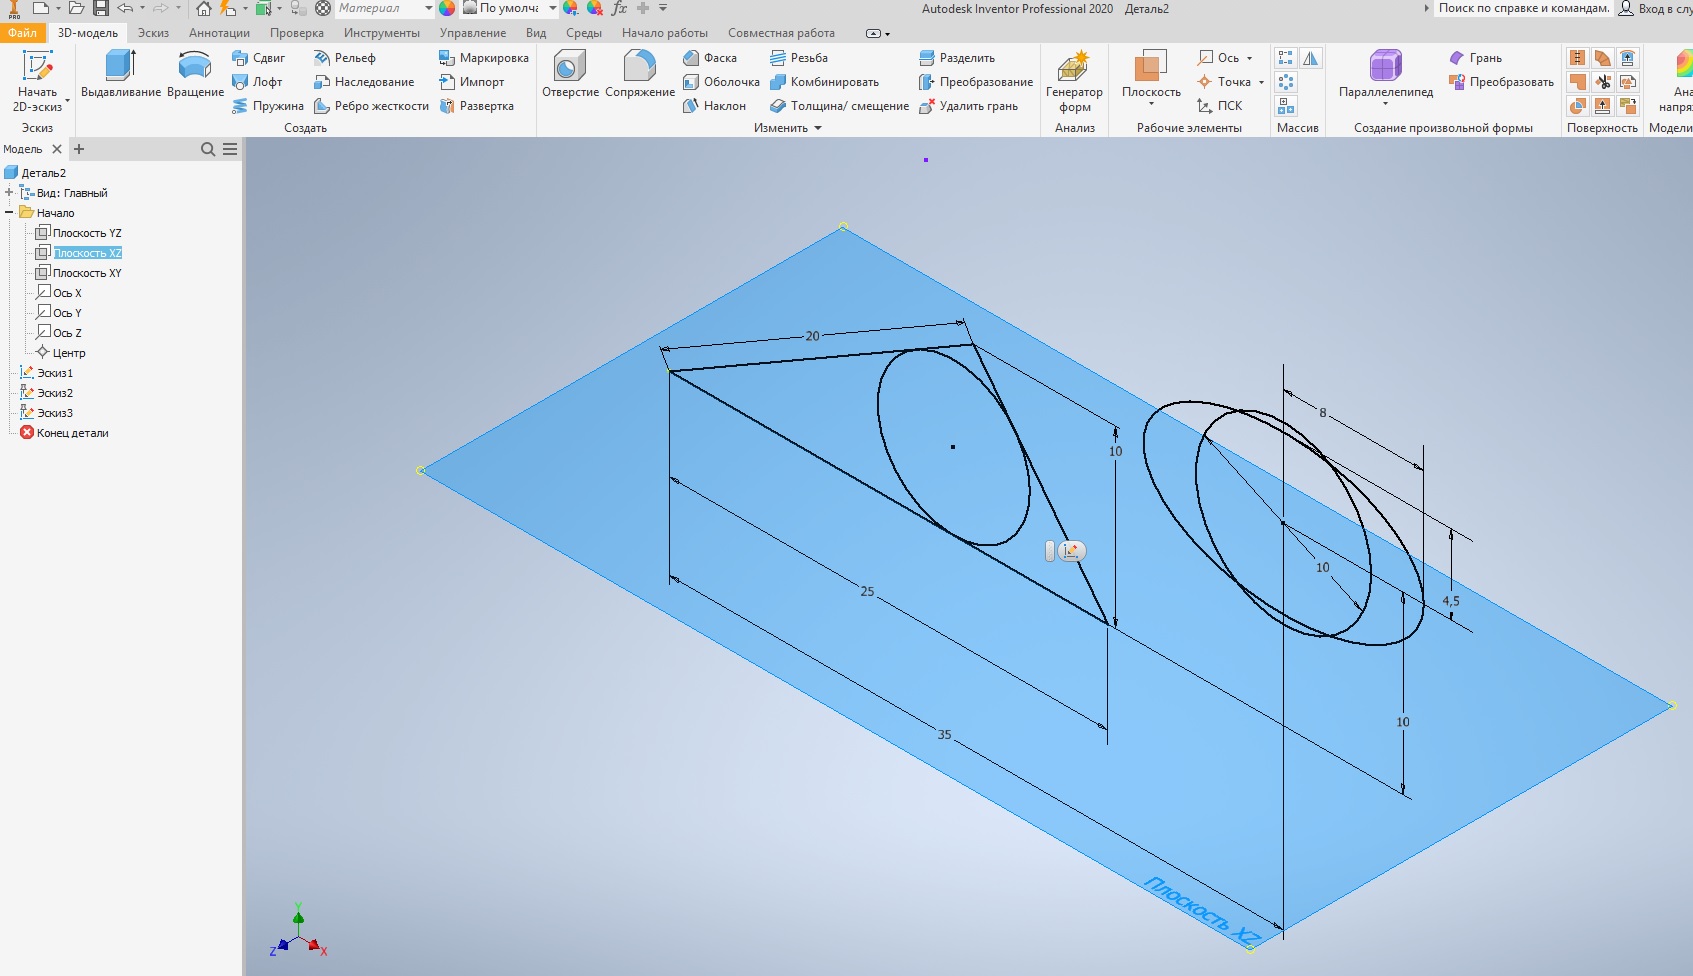 Материал По умолча fx Autodesk Inventor Professional 2020 Деталь2 Поиск по справке и командам. Вход в слу
PRO
Файл 3D-модель Эскиз Аннотации Проверка Инструменты Управление Вид Среды Начало работы Совместная работа
Сдвиг Рельеф Маркировка Фаска Резьба Разделить Ось Грань
Начать 2D-эскиз Выдавливание Вращение Лофт Наследование Импорт Отверстие Сопряжение Оболочка Комбинировать Преобразование Генератор форм Плоскость Точка Параллелепипед Преобразовать Ана
напря
Пружина Ребро жесткости Развертка Наклон Толщина/ смещение Удалить грань ПСК
Эскиз Создать Изменить Анализ Рабочие элементы Массив Создание произвольной формы Поверхность Модели
Модель
Деталь2
Вид: Главный
Начало
Плоскость YZ
Плоскость XZ
Плоскость XY
Ось X
Ось Y
Ось Z
Центр
Эскиз1
Эскиз2
Эскиз3
Конец детали
20
8
10
10
25
4,5
10
35
Плоскость XZ
Y
Z
X